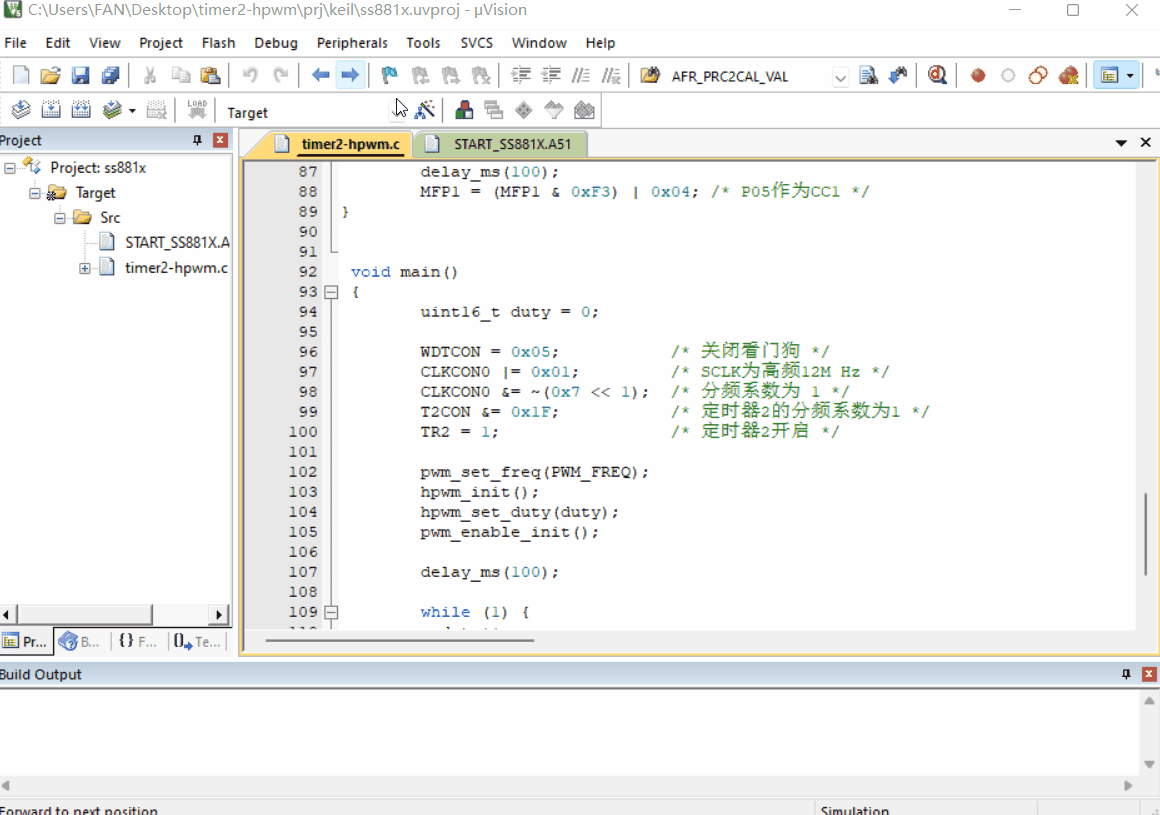 C:\Users\FAN\Desktop\timer2-hpwm\prj\keil\ss881x.uvproj - µVision
File Edit View Project Flash Debug Peripherals Tools SVCS Window Help
AFR_PRC2CAL_VAL
LOAD Target
Project
Project: ss881x
Target
Src
START_SS881X.A
timer2-hpwm.c
Pr... B... {} F... Te...
timer2-hpwm.c START_SS881X.A51
87 delay_ms(100);
88 MFP1 = (MFP1 & 0xF3) | 0x04; /* P05作为CC1 */
89 }
90
91
92 void main()
93 {
94 uint16_t duty = 0;
95
96 WDTCON = 0x05; /* 关闭看门狗 */
97 CLKCON0 |= 0x01; /* SCLK为高频12M Hz */
98 CLKCON0 &= ~(0x7 << 1); /* 分频系数为 1 */
99 T2CON &= 0x1F; /* 定时器2的分频系数为1 */
100 TR2 = 1; /* 定时器2开启 */
101
102 pwm_set_freq(PWM_FREQ);
103 hpwm_init();
104 hpwm_set_duty(duty);
105 pwm_enable_init();
106
107 delay_ms(100);
108
109 while (1) {
Build Output
Forward to next position Simulation